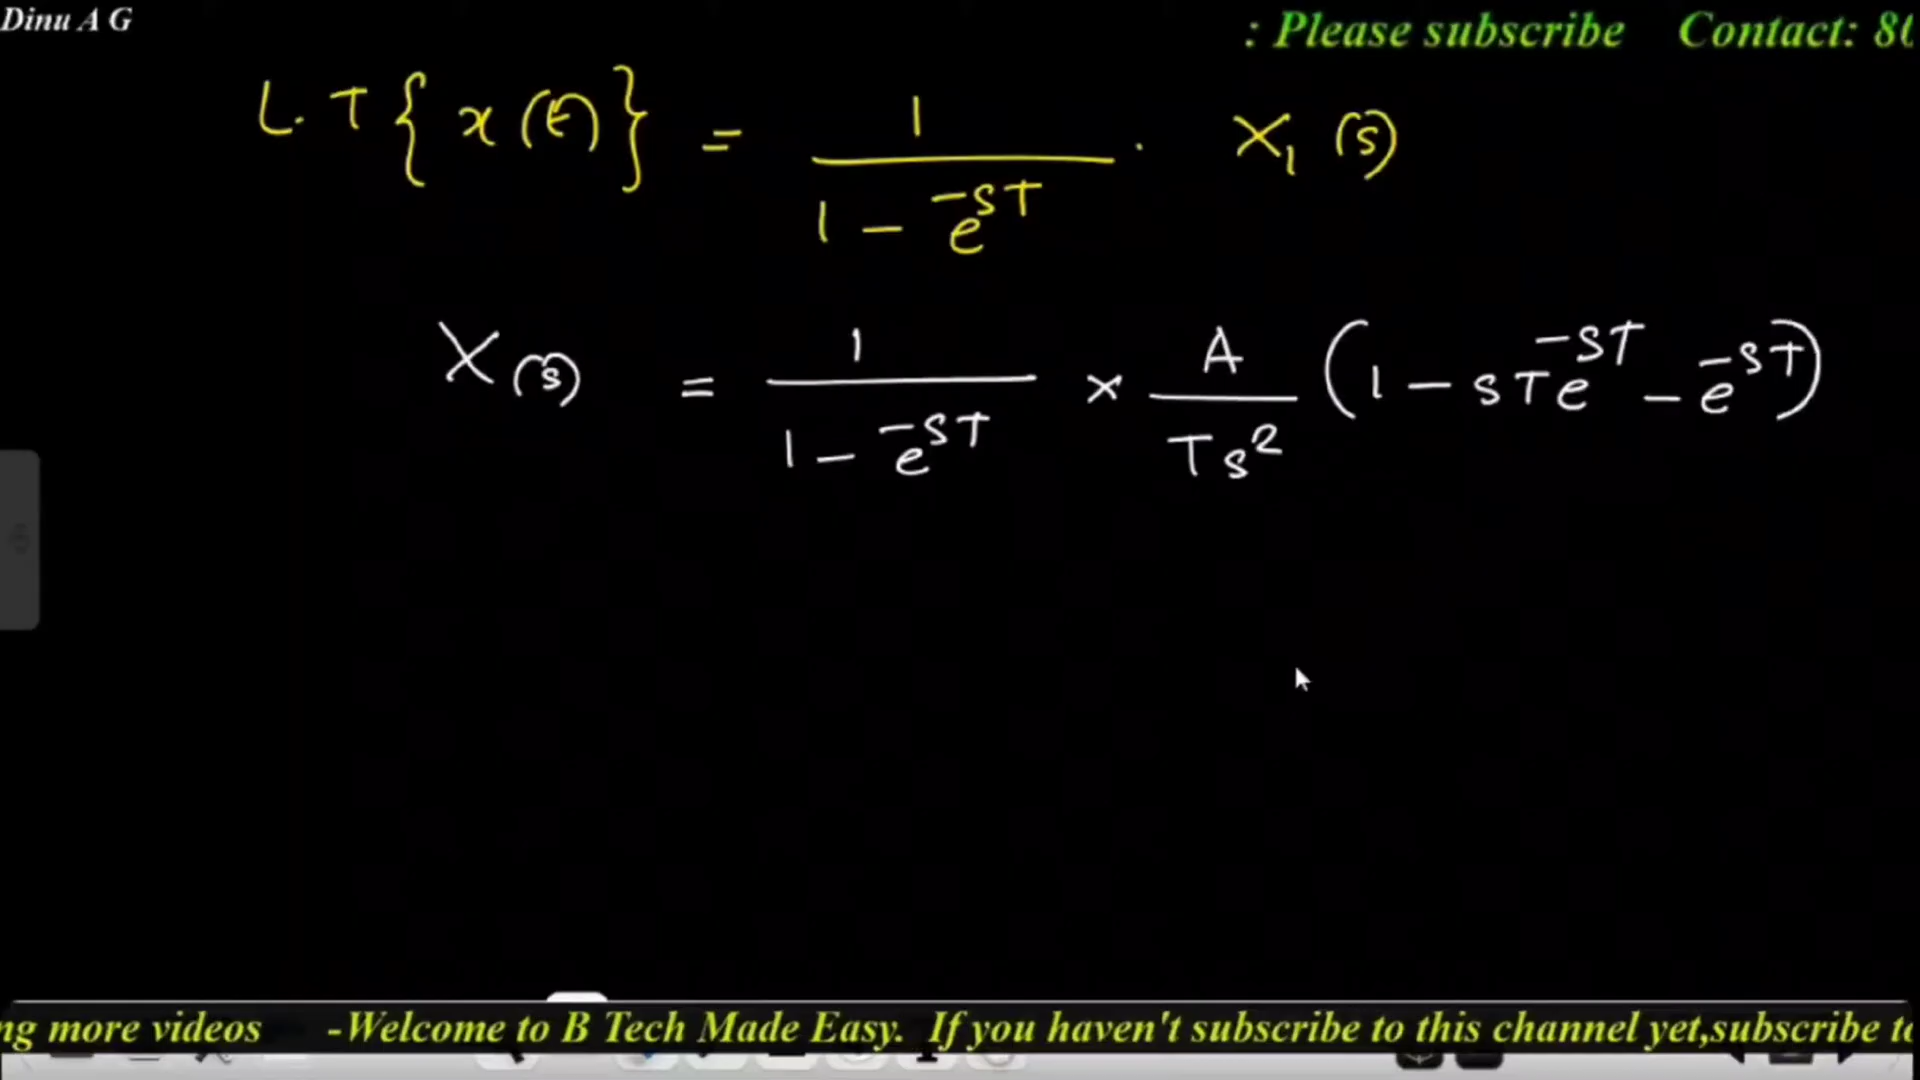 Dinu A G
: Please subscribe Contact: 80
L.T{x(t)} = 1 / (1 - e^-sT) . X₁(s)
X(s) = 1 / (1 - e^-sT) × A / Ts² (1 - sTe^-sT - e^-sT)
ng more videos -Welcome to B Tech Made Easy. If you haven't subscribe to this channel yet,subscribe to